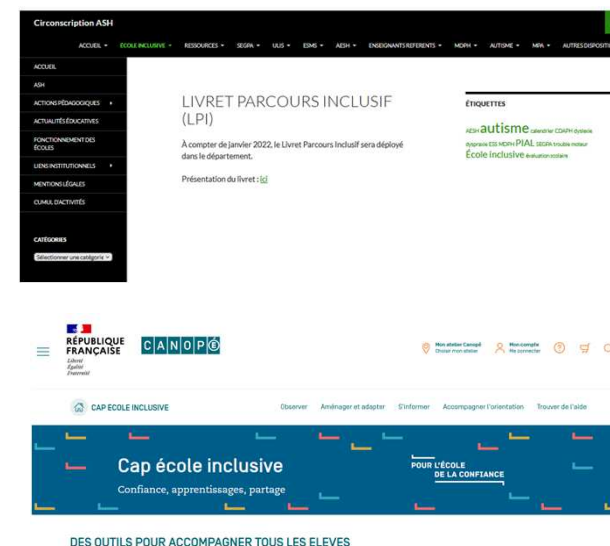 Circonscription ASH
ACCUEIL ÉCOLE INCLUSIVE RESSOURCES SEGPA ULIS ESMS AESH ENSEIGNANTS REFERENTS MDPH AUTISME MPA
ACCUEIL
ASH
ACTIONS PÉDAGOGIQUES
ACTUALITÉS ÉDUCATIVES
FONCTIONNEMENT DES
ÉCOLES
LIENS INSTITUTIONNELS
MENTIONS LÉGALES
CUMUL D'ACTIVITÉS
CATÉGORIES
Sélectionner une catégorie
LIVRET PARCOURS INCLUSIF
(LPI)
À compter de janvier 2022, le Livret Parcours Inclusif sera déployé
dans le département.
Présentation du livret : ici
ÉTIQUETTES
AESH autisme calendrier CDAPH dyslexie
dyspraxie ESS MDPH PIAL SEGPA trouble moteur
École inclusive évaluation scolaire
RÉPUBLIQUE
FRANÇAISE
Liberté
Égalité
Fraternité
CANOPÉ
Mon atelier Canopé
Choisir mon atelier
Mon compte
Me connecter
CAP ECOLE INCLUSIVE
Observer Aménager et adapter S'informer Accompagner l'orientation Trouver de l'aide
Cap école inclusive
Confiance, apprentissages, partage
POUR L'ÉCOLE
DE LA CONFIANCE
DES OUTILS POUR ACCOMPAGNER TOUS LES ELEVES